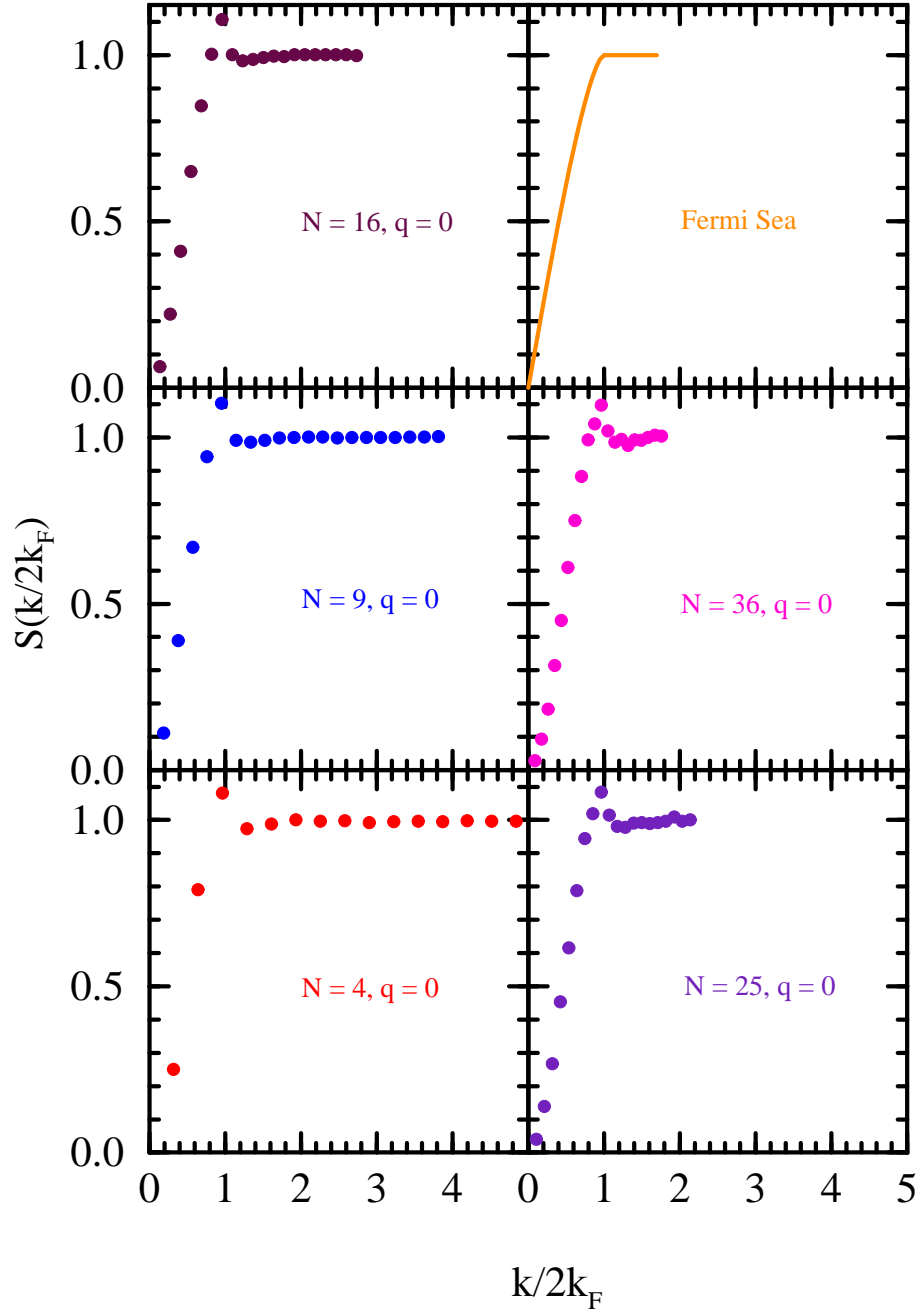 1.0
0.5
0.0
N = 16, q = 0
Fermi Sea
1.0
0.5
0.0
N = 9, q = 0
N = 36, q = 0
1.0
0.5
0.0
N = 4, q = 0
N = 25, q = 0
S(k/2k_F)
0 1 2 3 4 0 1 2 3 4 5
k/2k_F